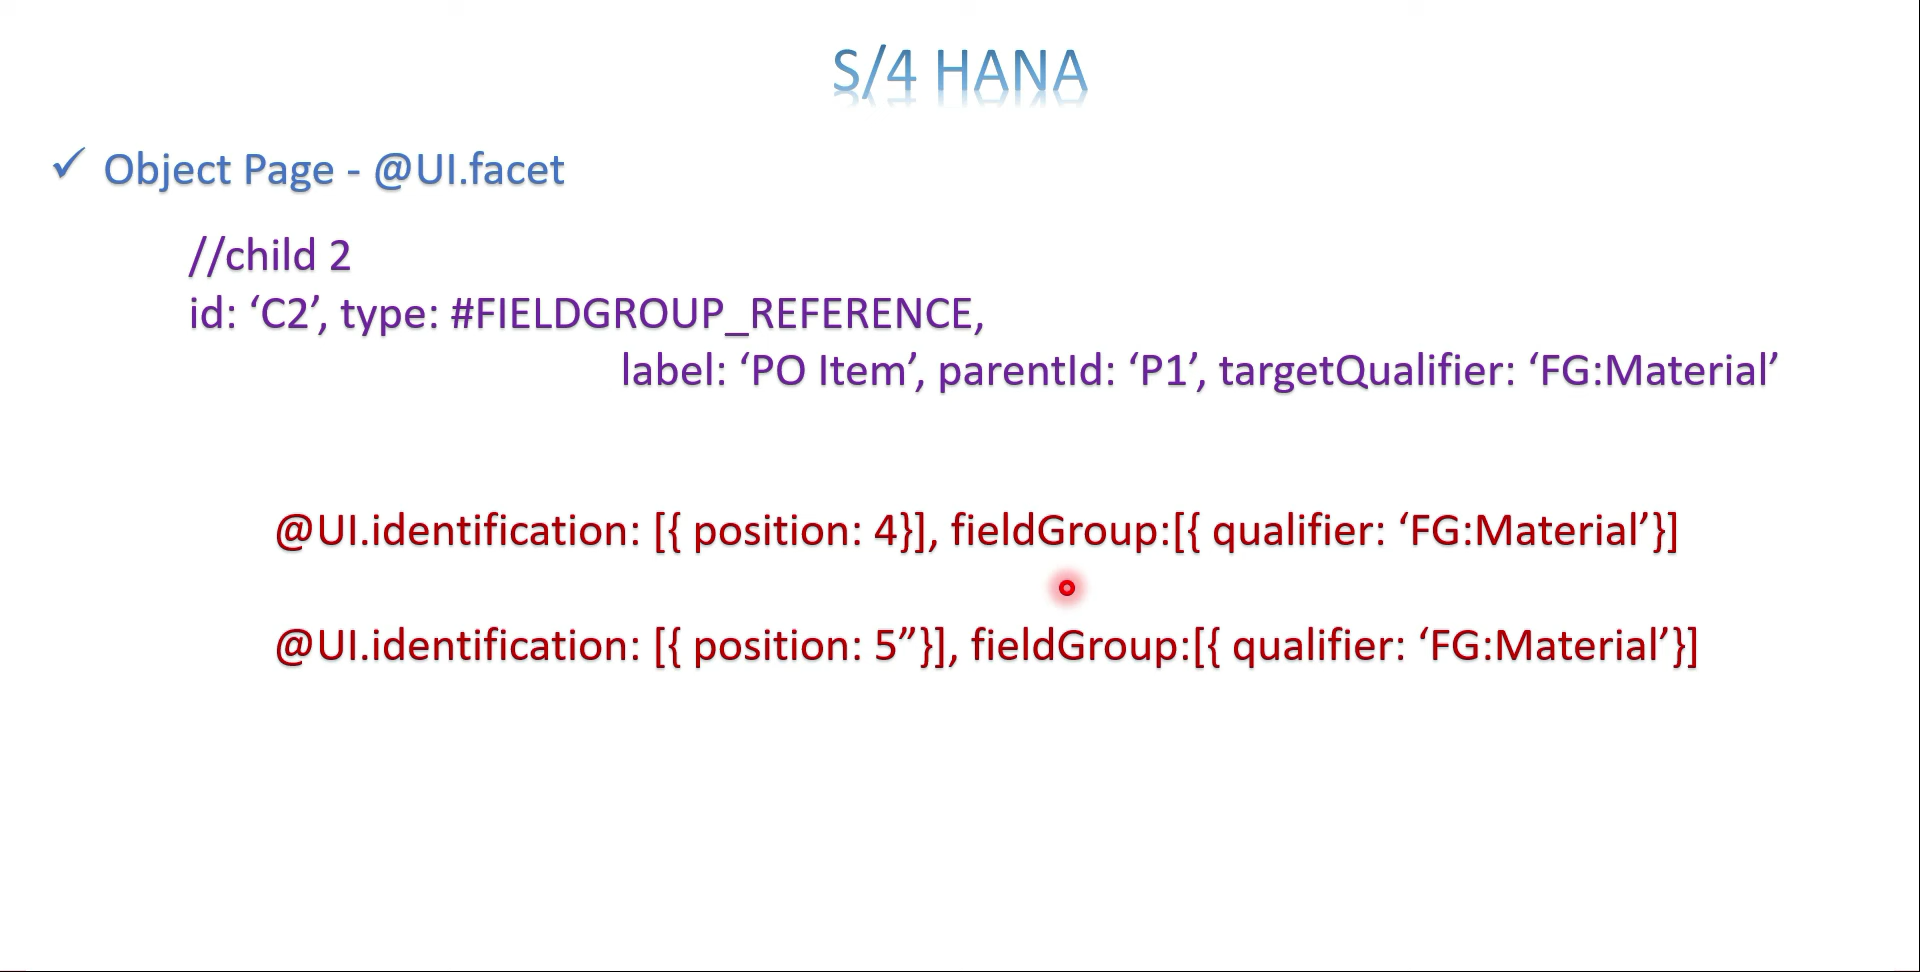 S/4 HANA
✓ Object Page - @UI.facet
//child 2
id: ‘C2’, type: #FIELDGROUP_REFERENCE,
label: ‘PO Item’, parentId: ‘P1’, targetQualifier: ‘FG:Material’
@UI.identification: [{ position: 4}], fieldGroup:[{ qualifier: ‘FG:Material’}]
@UI.identification: [{ position: 5”}], fieldGroup:[{ qualifier: ‘FG:Material’}]